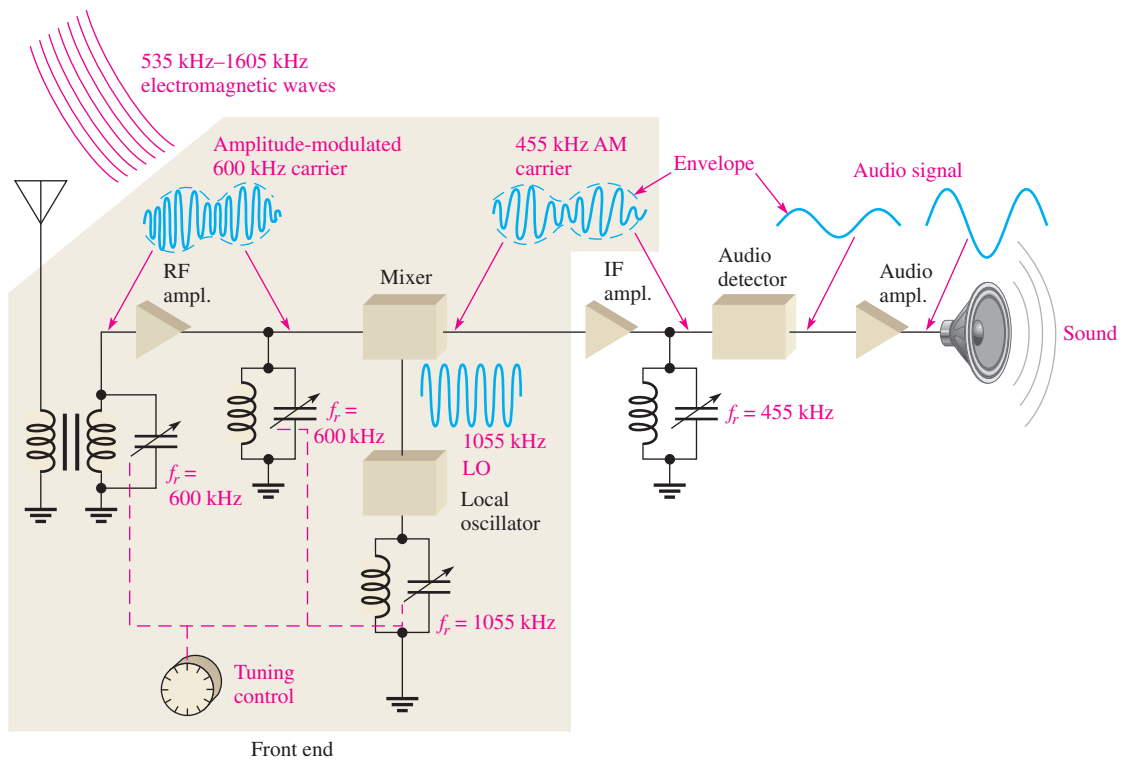 535 kHz–1605 kHz
electromagnetic waves
Amplitude-modulated
600 kHz carrier
455 kHz AM
carrier
Envelope
Audio signal
RF
ampl.
Mixer
IF
ampl.
Audio
detector
Audio
ampl.
Sound
fr =
600 kHz
fr =
600 kHz
1055 kHz
LO
Local
oscillator
fr = 455 kHz
fr = 1055 kHz
Tuning
control
Front end